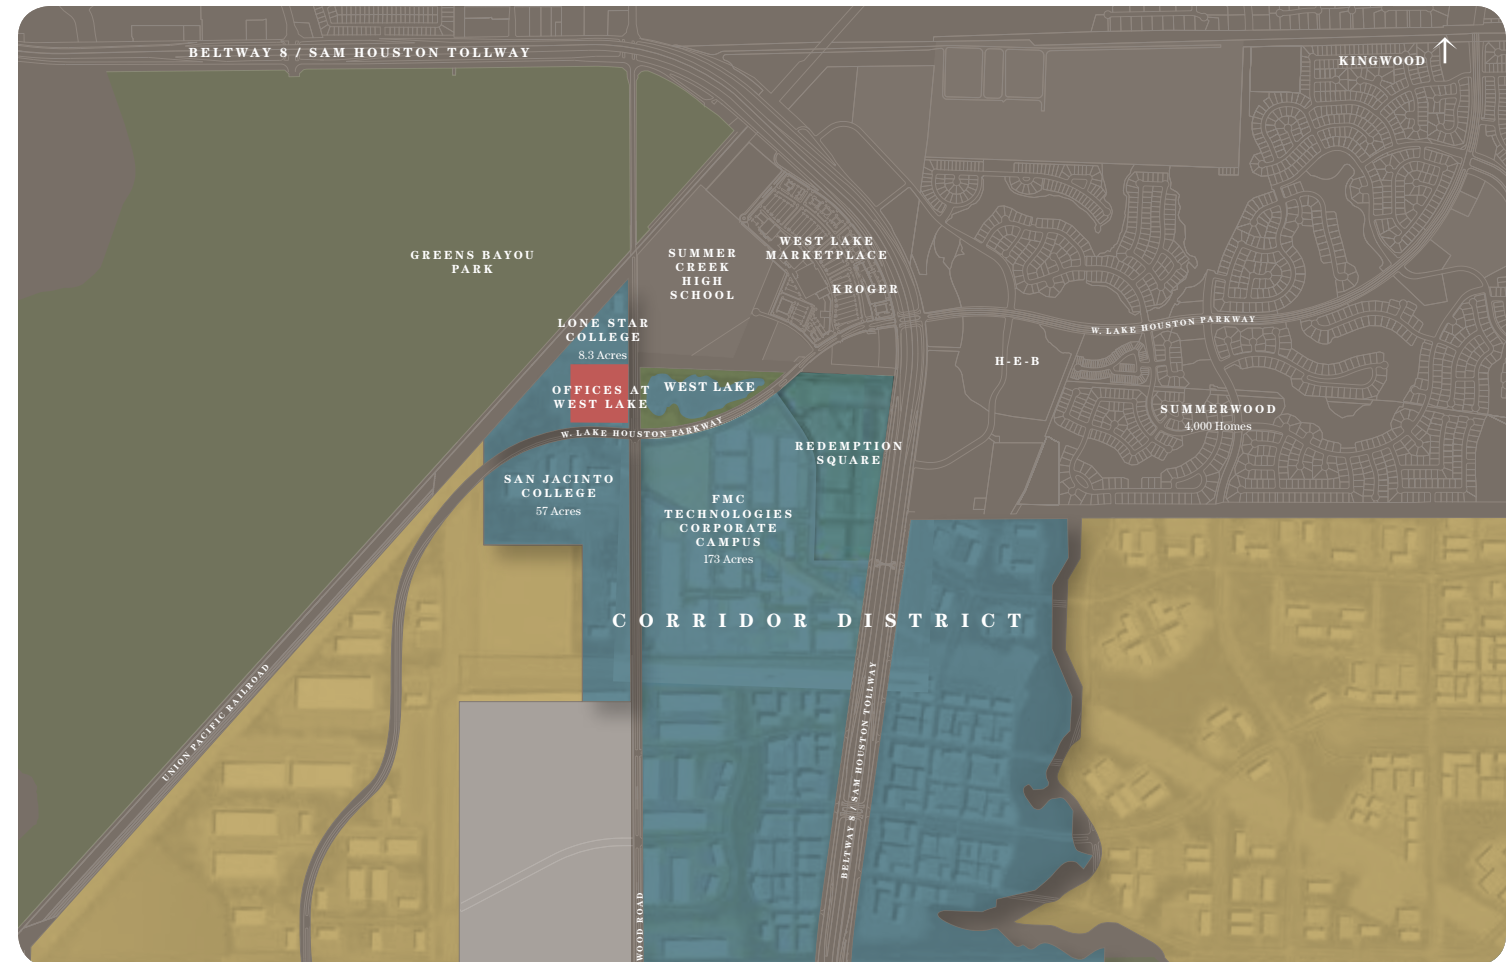 BELTWAY 8 / SAM HOUSTON TOLLWAY
KINGWOOD
GREENS BAYOU
PARK
SUMMER
CREEK
HIGH
SCHOOL
WEST LAKE
MARKETPLACE
KROGER
W. LAKE HOUSTON PARKWAY
LONE STAR
COLLEGE
8.3 Acres
H-E-B
OFFICES AT
WEST LAKE
WEST LAKE
SUMMERWOOD
4,000 Homes
W. LAKE HOUSTON PARKWAY
REDEMPTION
SQUARE
SAN JACINTO
COLLEGE
57 Acres
FMC
TECHNOLOGIES
CORPORATE
CAMPUS
173 Acres
CORRIDOR DISTRICT
UNION PACIFIC RAILROAD
BELTWAY 8 / SAM HOUSTON TOLLWAY
WOOD ROAD